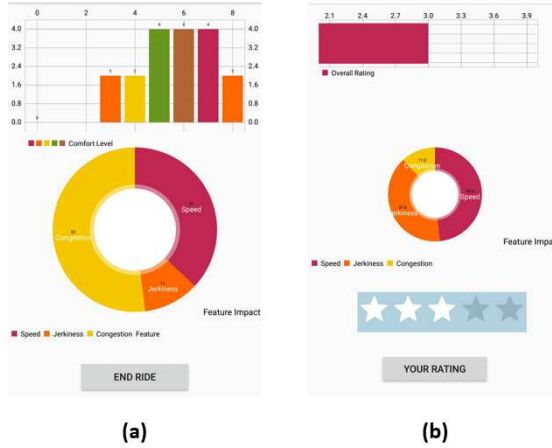 4.0 4.0
3.2 3.2
2.4 2.4
1.6 1.6
0.8 0.8
0.0 0.0
0 2 4 6 8
Comfort Level
Speed
Congestion
Jerkiness
Feature Impact
Speed Jerkiness Congestion Feature
END RIDE
(a)
2.1 2.4 2.7 3.0 3.3 3.6 3.9
Overall Rating
Congestion
Speed
Jerkiness
Feature Impac
Speed Jerkiness Congestion
YOUR RATING
(b)